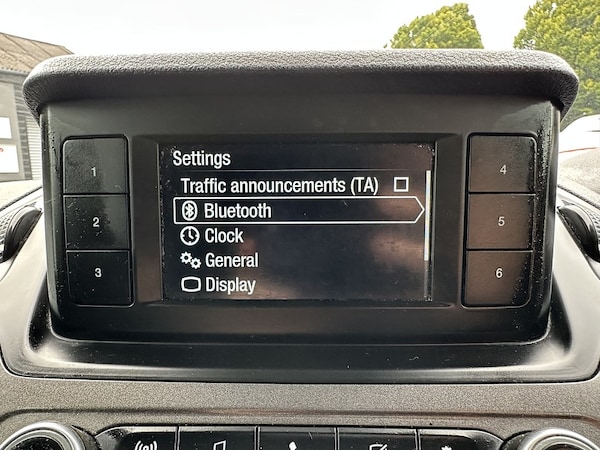 Settings
Traffic announcements (TA)
Bluetooth
Clock
General
Display
1
2
3
4
5
6